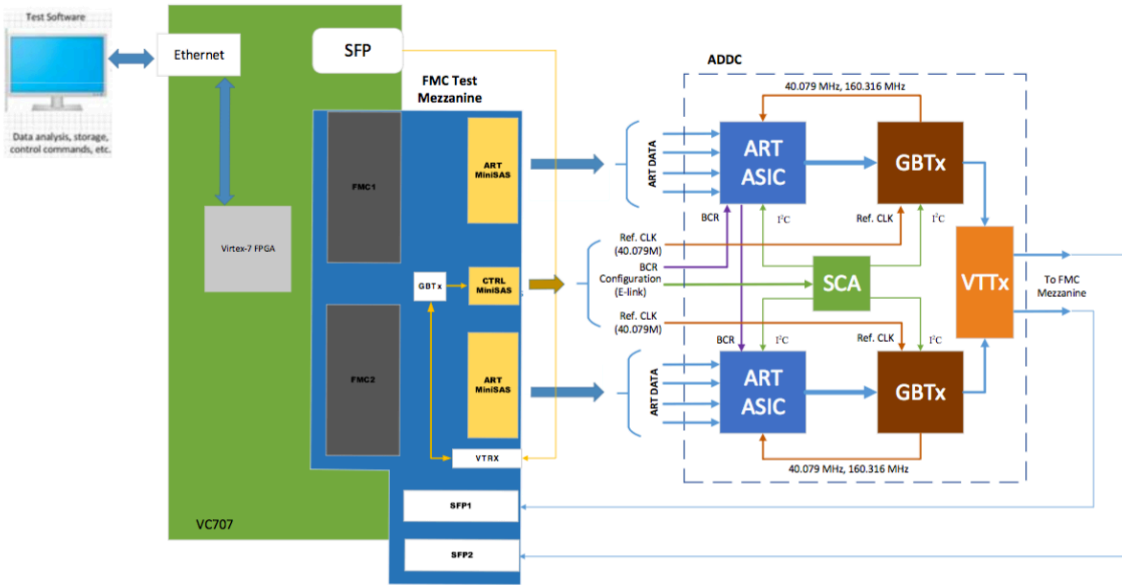 Test Software
Ethernet
Data analysis, storage,
control commands, etc.
SFP
FMC Test
Mezzanine
FMC1
ART
MiniSAS
Virtex-7 FPGA
GBTx
CTRL
MiniSAS
FMC2
ART
MiniSAS
VTRX
SFP1
SFP2
VC707
ADDC
40.079 MHz, 160.316 MHz
ART DATA
ART
ASIC
GBTx
BCR
I²C
Ref. CLK
I²C
Ref. CLK
(40.079M)
BCR
Configuration
(E-link)
Ref. CLK
(40.079M)
SCA
VTTx
To FMC
Mezzanine
BCR
I²C
Ref. CLK
I²C
ART DATA
ART
ASIC
GBTx
40.079 MHz, 160.316 MHz